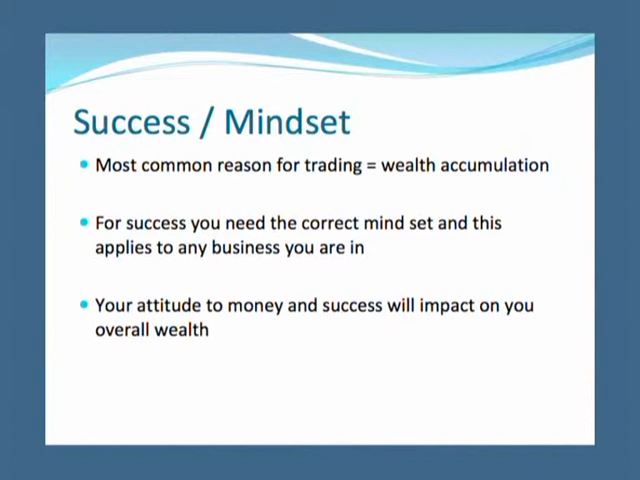 Success / Mindset
Most common reason for trading = wealth accumulation
For success you need the correct mind set and this
applies to any business you are in
Your attitude to money and success will impact on you
overall wealth